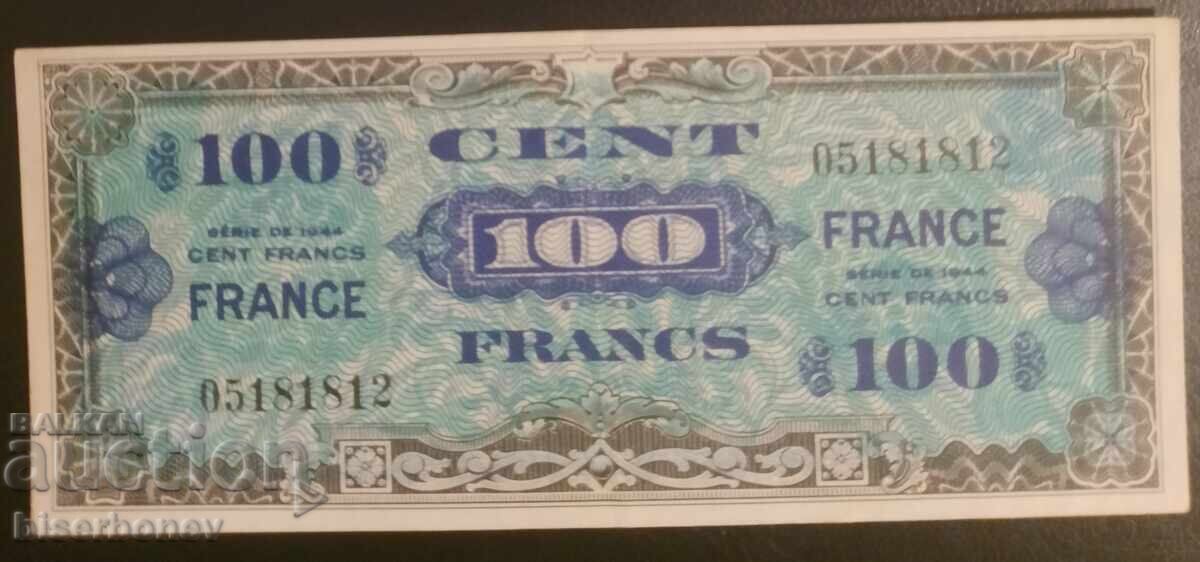 100
CENT
05181812
SÉRIE DE 1944
CENT FRANCS
FRANCE
100
FRANCE
SÉRIE DE 1944
CENT FRANCS
FRANCS
100
05181812
BALKAN
auction
biserbonev